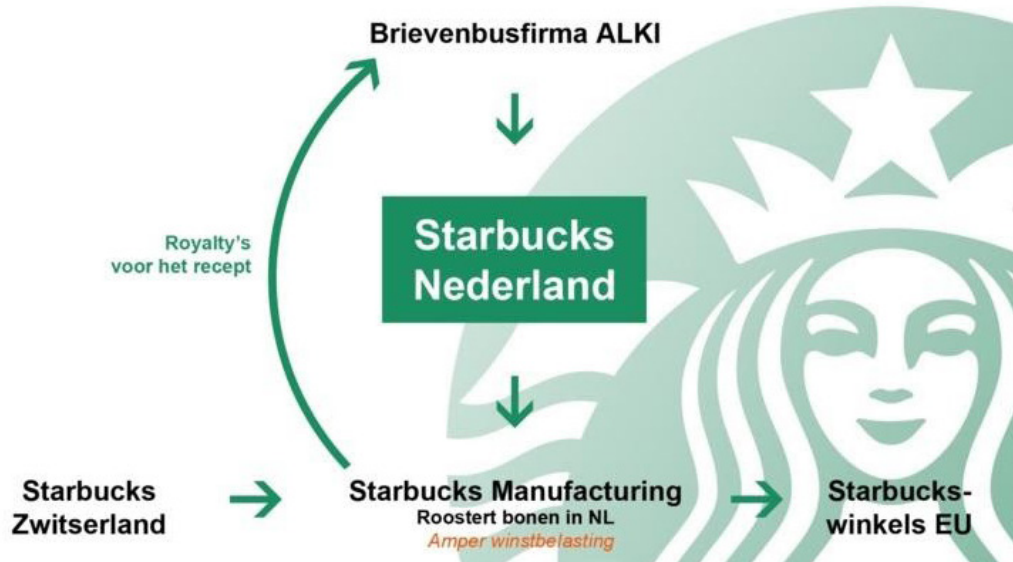 Brievenbusfirma ALKI
Starbucks
Nederland
Royalty's
voor het recept
Starbucks
Zwitserland
Starbucks Manufacturing
Roostert bonen in NL
Amper winstbelasting
Starbucks-
winkels EU